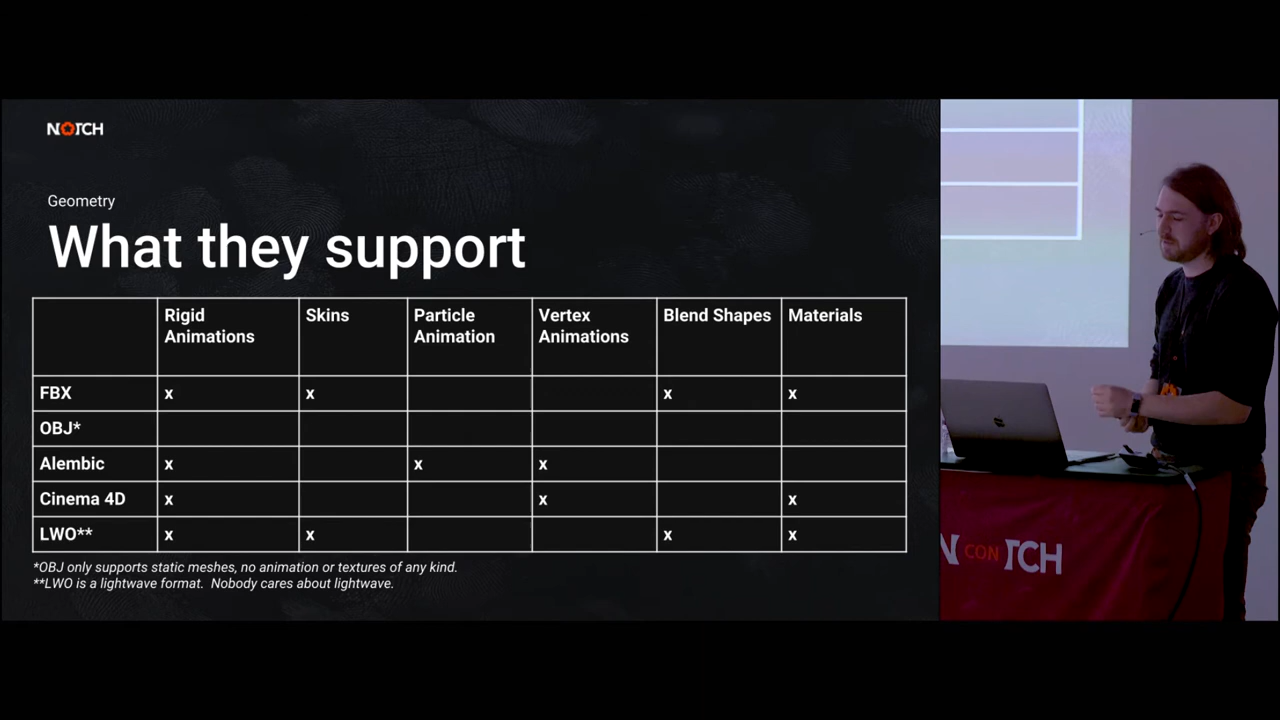 NOTCH
Geometry
What they support
Rigid Animations Skins Particle Animation Vertex Animations Blend Shapes Materials
FBX x x x x
OBJ*
Alembic x x x
Cinema 4D x x x
LWO** x x x x
*OBJ only supports static meshes, no animation or textures of any kind.
**LWO is a lightwave format. Nobody cares about lightwave.
N CON TCH